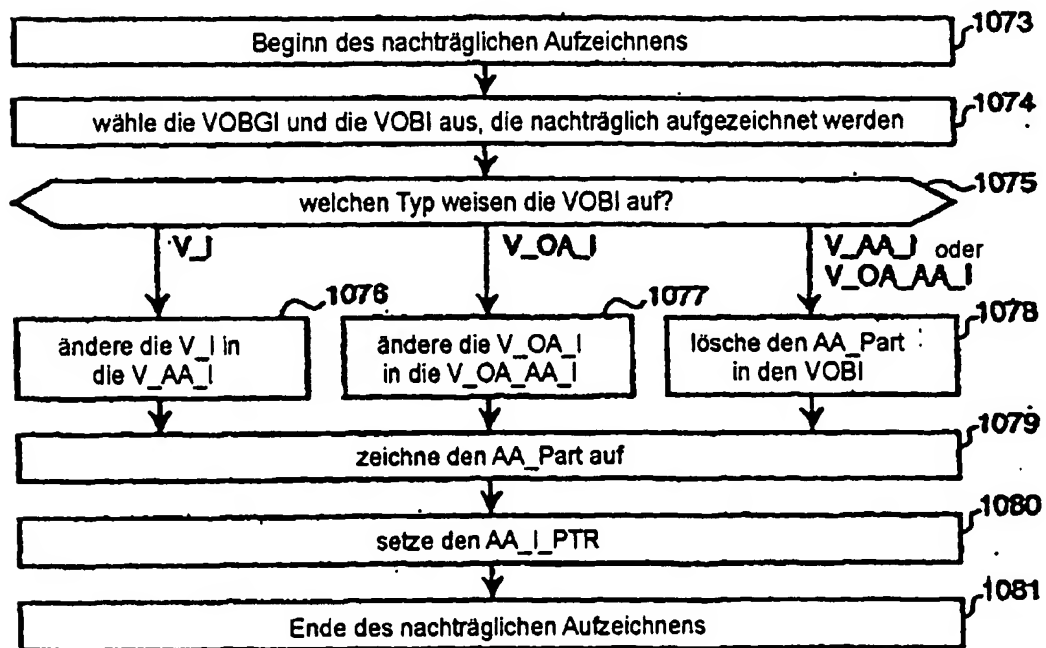 1073
Beginn des nachträglichen Aufzeichnens
1074
wähle die VOBGI und die VOBI aus, die nachträglich aufgezeichnet werden
1075
welchen Typ weisen die VOBI auf?
V_I
V_OA_I
V_AA_I oder
V_OA_AA_I
1076
ändere die V_I in
die V_AA_I
1077
ändere die V_OA_I
in die V_OA_AA_I
1078
lösche den AA_Part
in den VOBI
1079
zeichne den AA_Part auf
1080
setze den AA_I_PTR
1081
Ende des nachträglichen Aufzeichnens